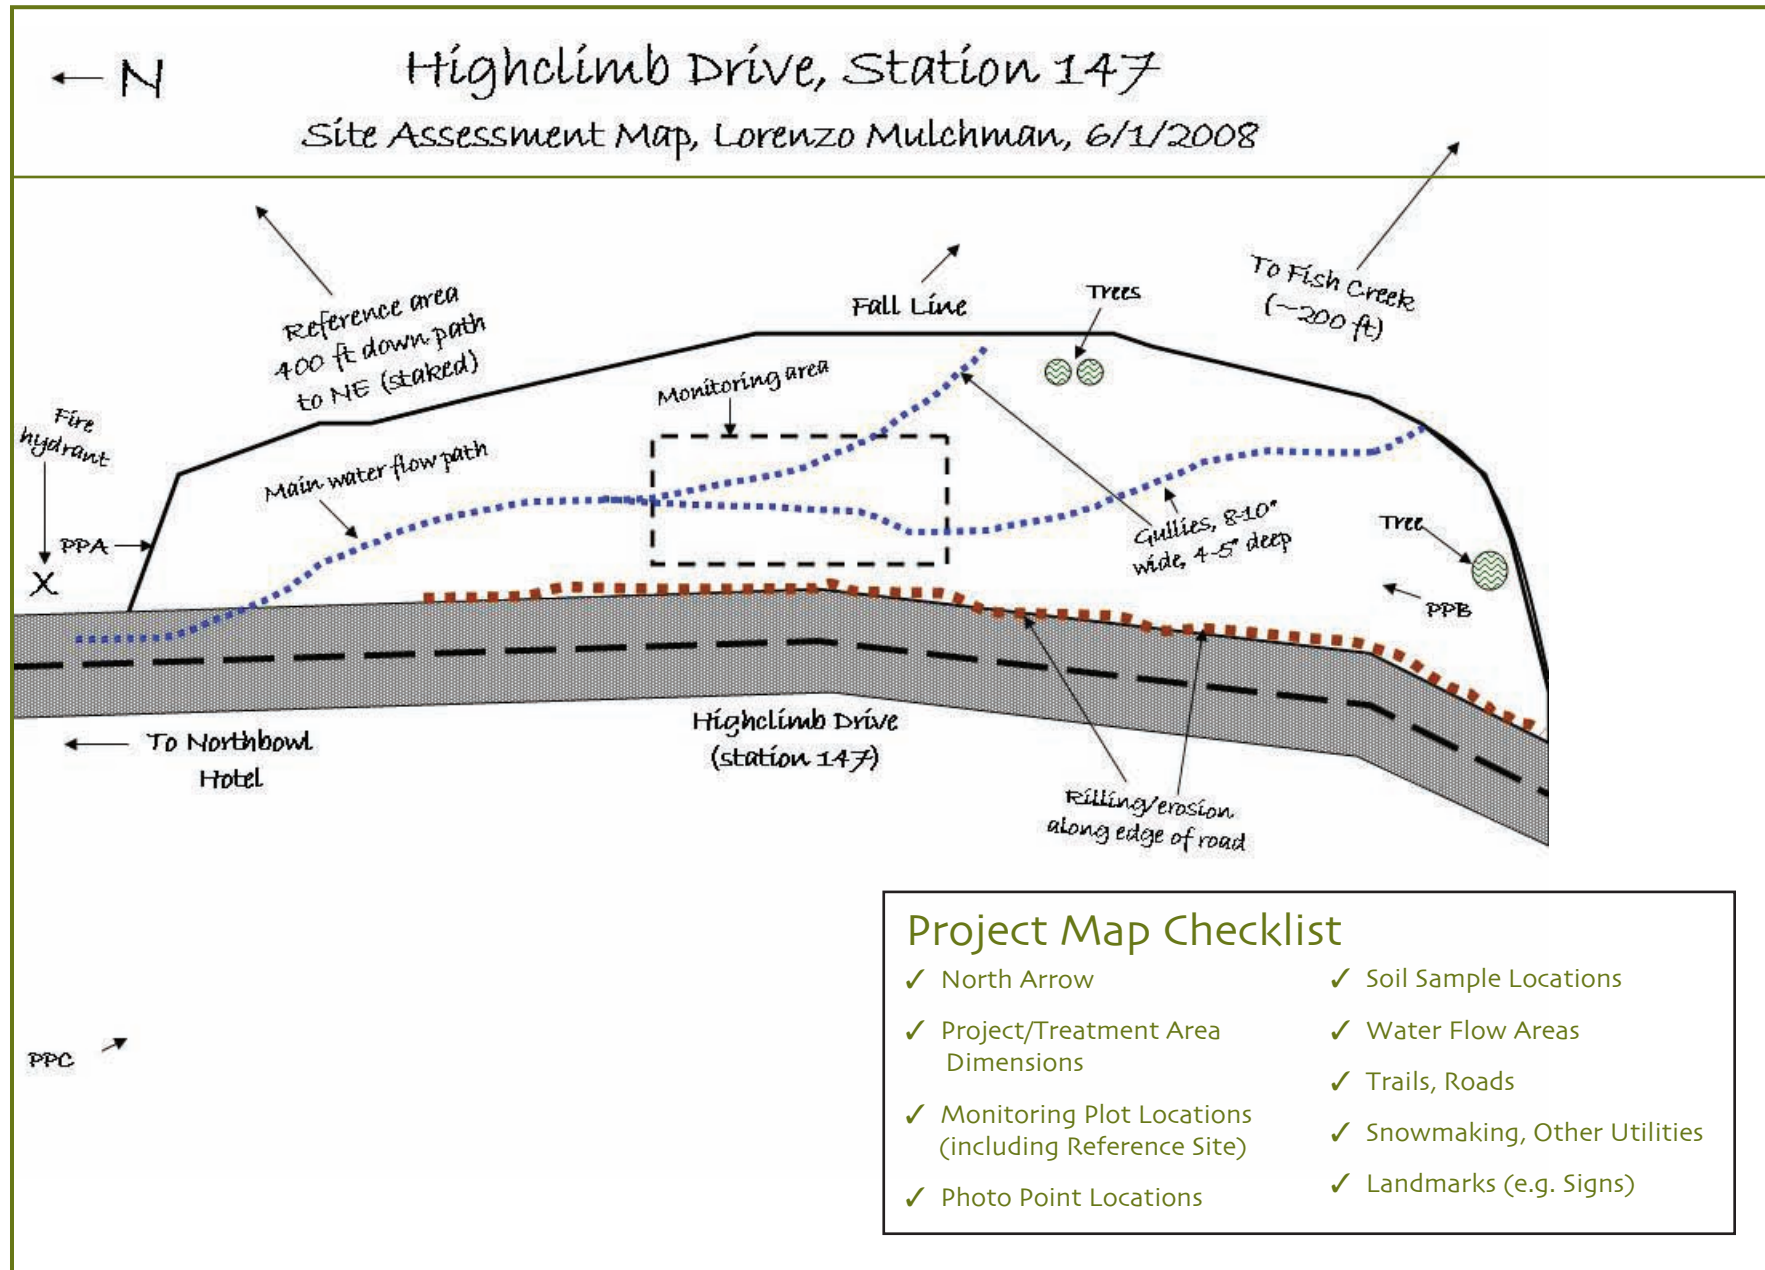 N
Highclimb Drive, Station 147
Site Assessment Map, Lorenzo Mulchman, 6/1/2008
Reference area
400 ft down path
to NE (staked)
Fall Line
Trees
To Fish Creek
(~200 ft)
Monitoring area
Fire
hydrant
Main water flow path
PPA
X
Gullies, 8-10"
wide, 4-5" deep
Tree
PPB
To Northbowl
Hotel
Highclimb Drive
(station 147)
Rilling/erosion
along edge of road
PPC
Project Map Checklist
✓ North Arrow
✓ Project/Treatment Area
Dimensions
✓ Monitoring Plot Locations
(including Reference Site)
✓ Photo Point Locations
✓ Soil Sample Locations
✓ Water Flow Areas
✓ Trails, Roads
✓ Snowmaking, Other Utilities
✓ Landmarks (e.g. Signs)